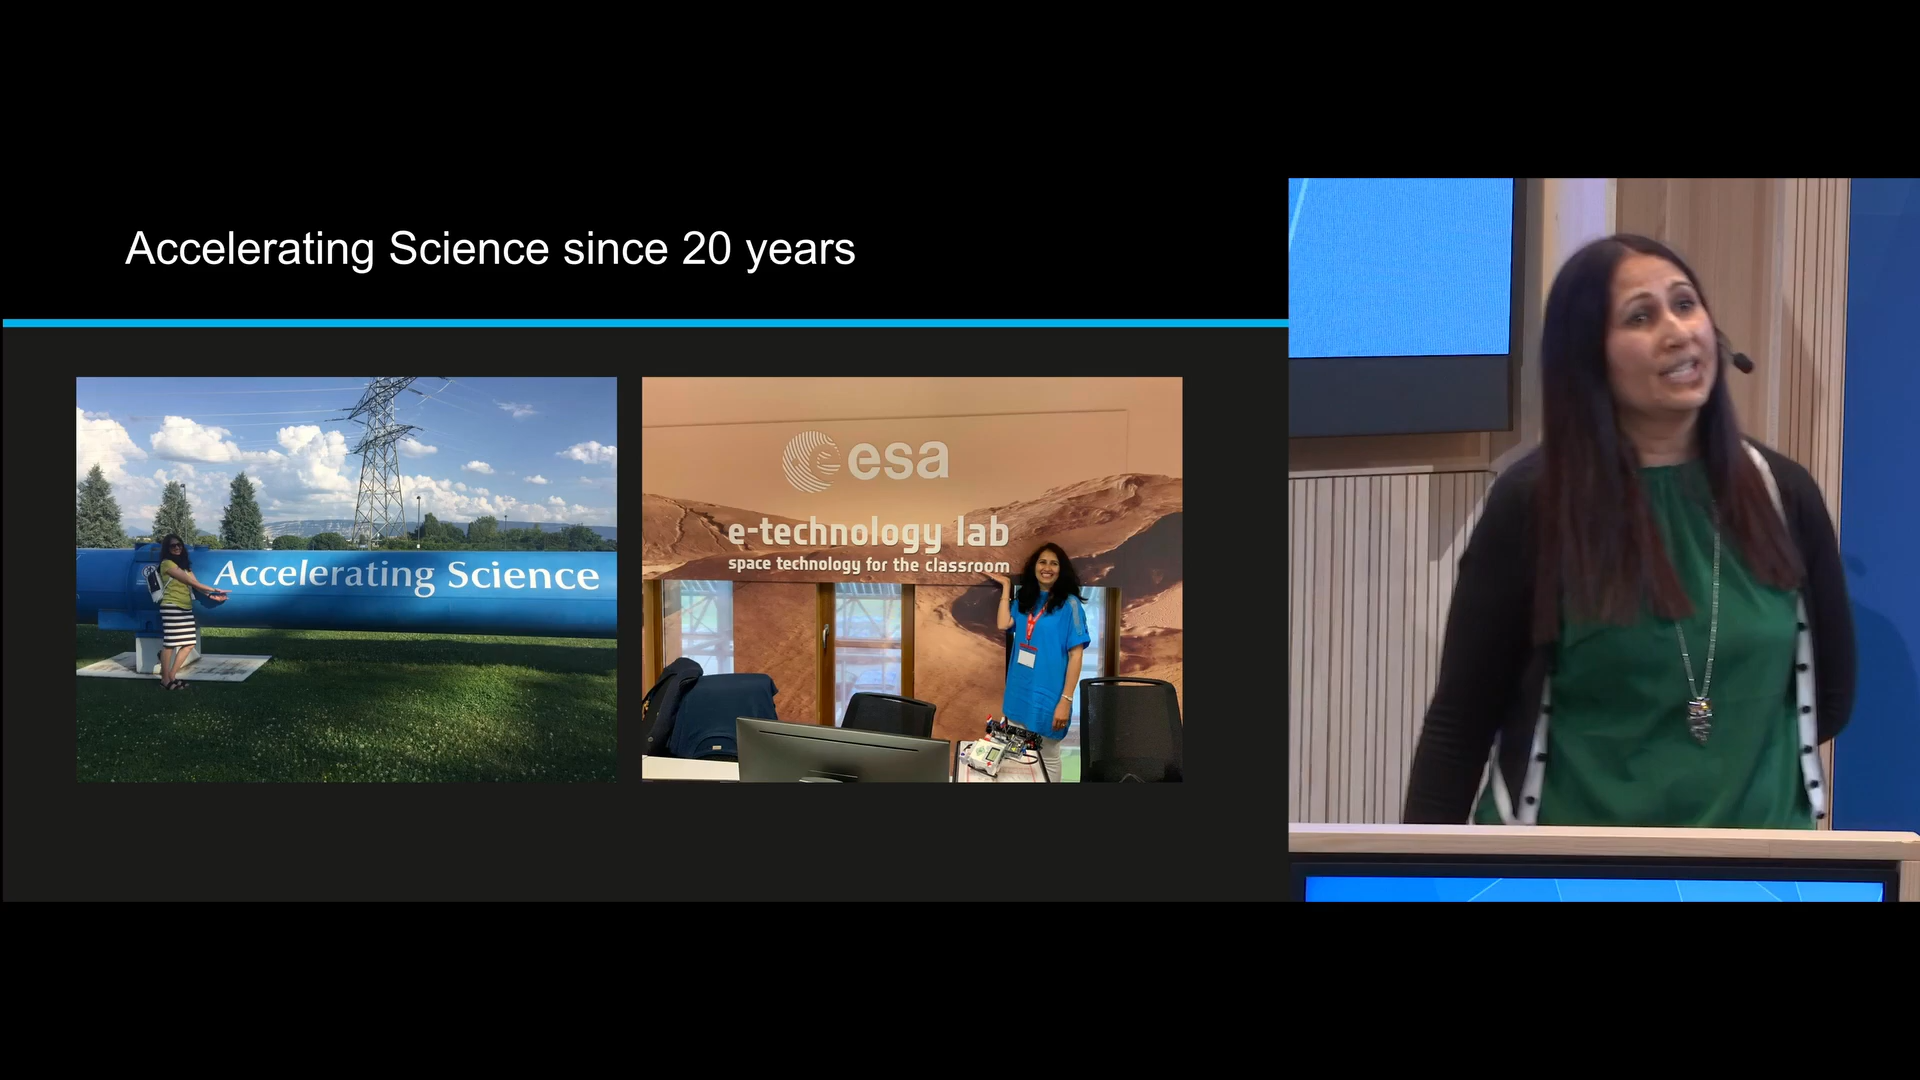 Accelerating Science since 20 years
Accelerating Science
esa
e-technology lab
space technology for the classroom